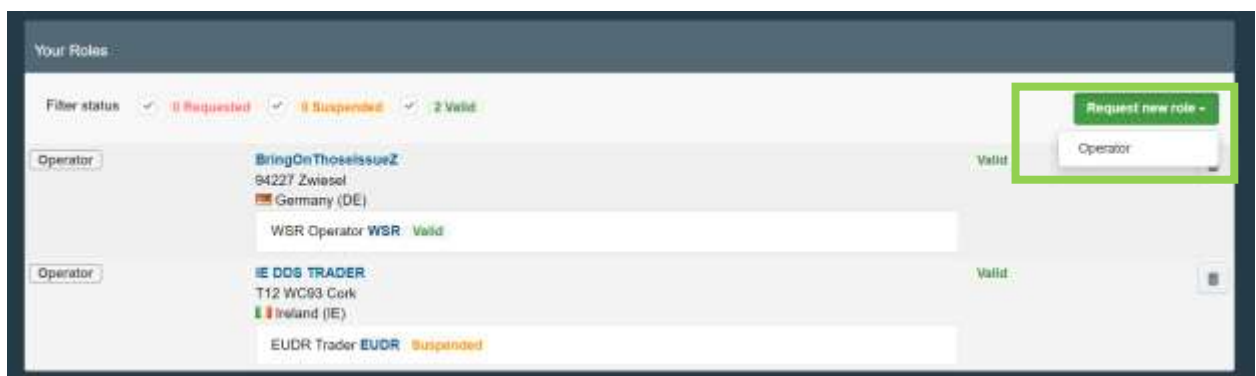 Your Roles
Filter status 0 Requested 0 Suspended 2 Valid
Request new role
Operator
Operator BringOnThoseIssueZ Valid
94227 Zwiesel
Germany (DE)
WSR Operator WSR Valid
Operator IE DDS TRADER Valid
T12 WC93 Cork
Ireland (IE)
EUDR Trader EUDR Suspended